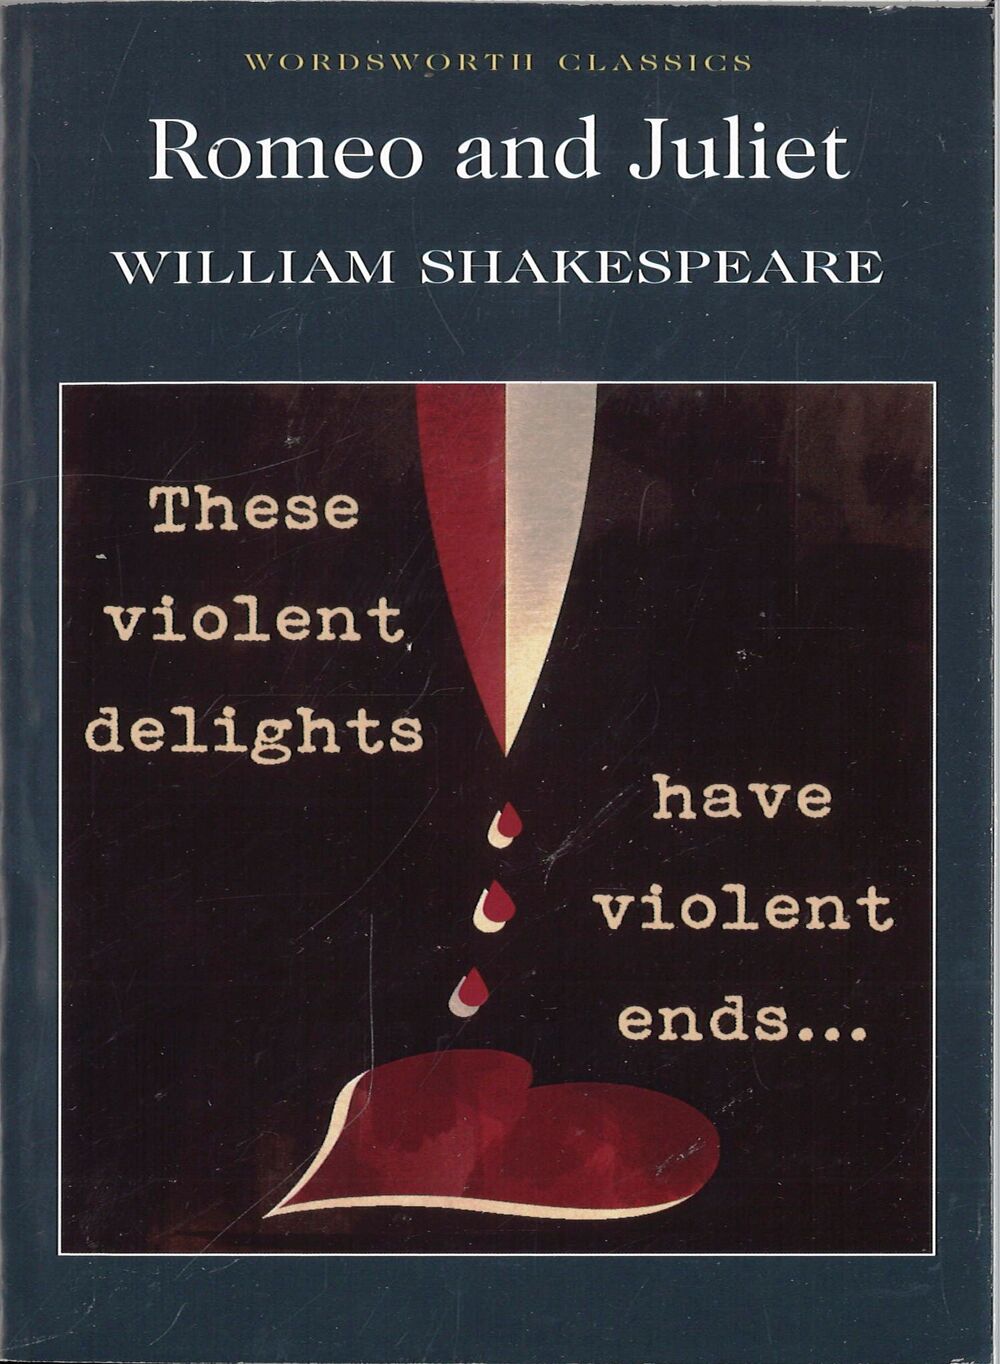 WORDSWORTH CLASSICS
Romeo and Juliet
WILLIAM SHAKESPEARE
These
violent
delights
have
violent
ends...